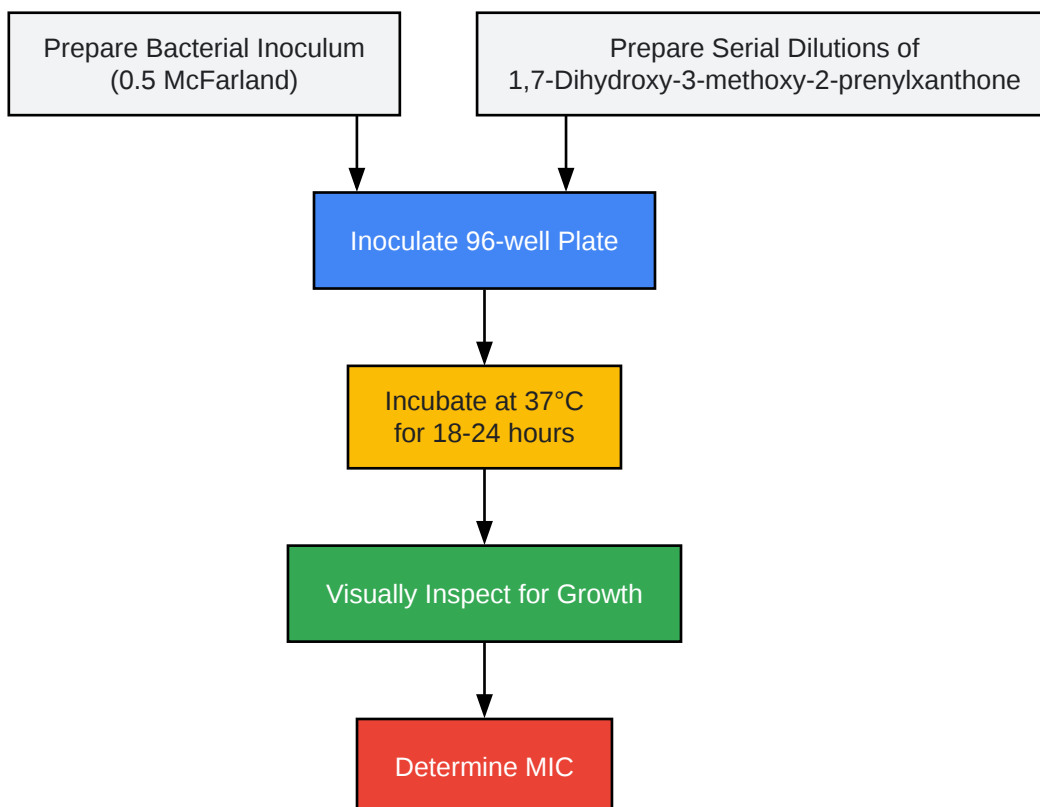 Prepare Bacterial Inoculum
(0.5 McFarland)
Prepare Serial Dilutions of
1,7-Dihydroxy-3-methoxy-2-prenylxanthone
Inoculate 96-well Plate
Incubate at 37°C
for 18-24 hours
Visually Inspect for Growth
Determine MIC